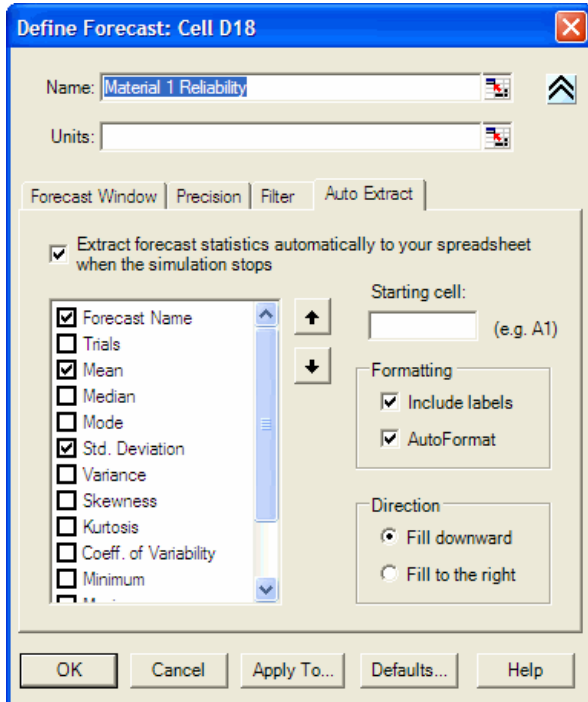 Define Forecast: Cell D18
Name: Material 1 Reliability
Units:
Forecast Window Precision Filter Auto Extract
Extract forecast statistics automatically to your spreadsheet
when the simulation stops
Forecast Name
Trials
Mean
Median
Mode
Std. Deviation
Variance
Skewness
Kurtosis
Coeff. of Variability
Minimum
Starting cell:
(e.g. A1)
Formatting
Include labels
AutoFormat
Direction
Fill downward
Fill to the right
OK Cancel Apply To... Defaults... Help